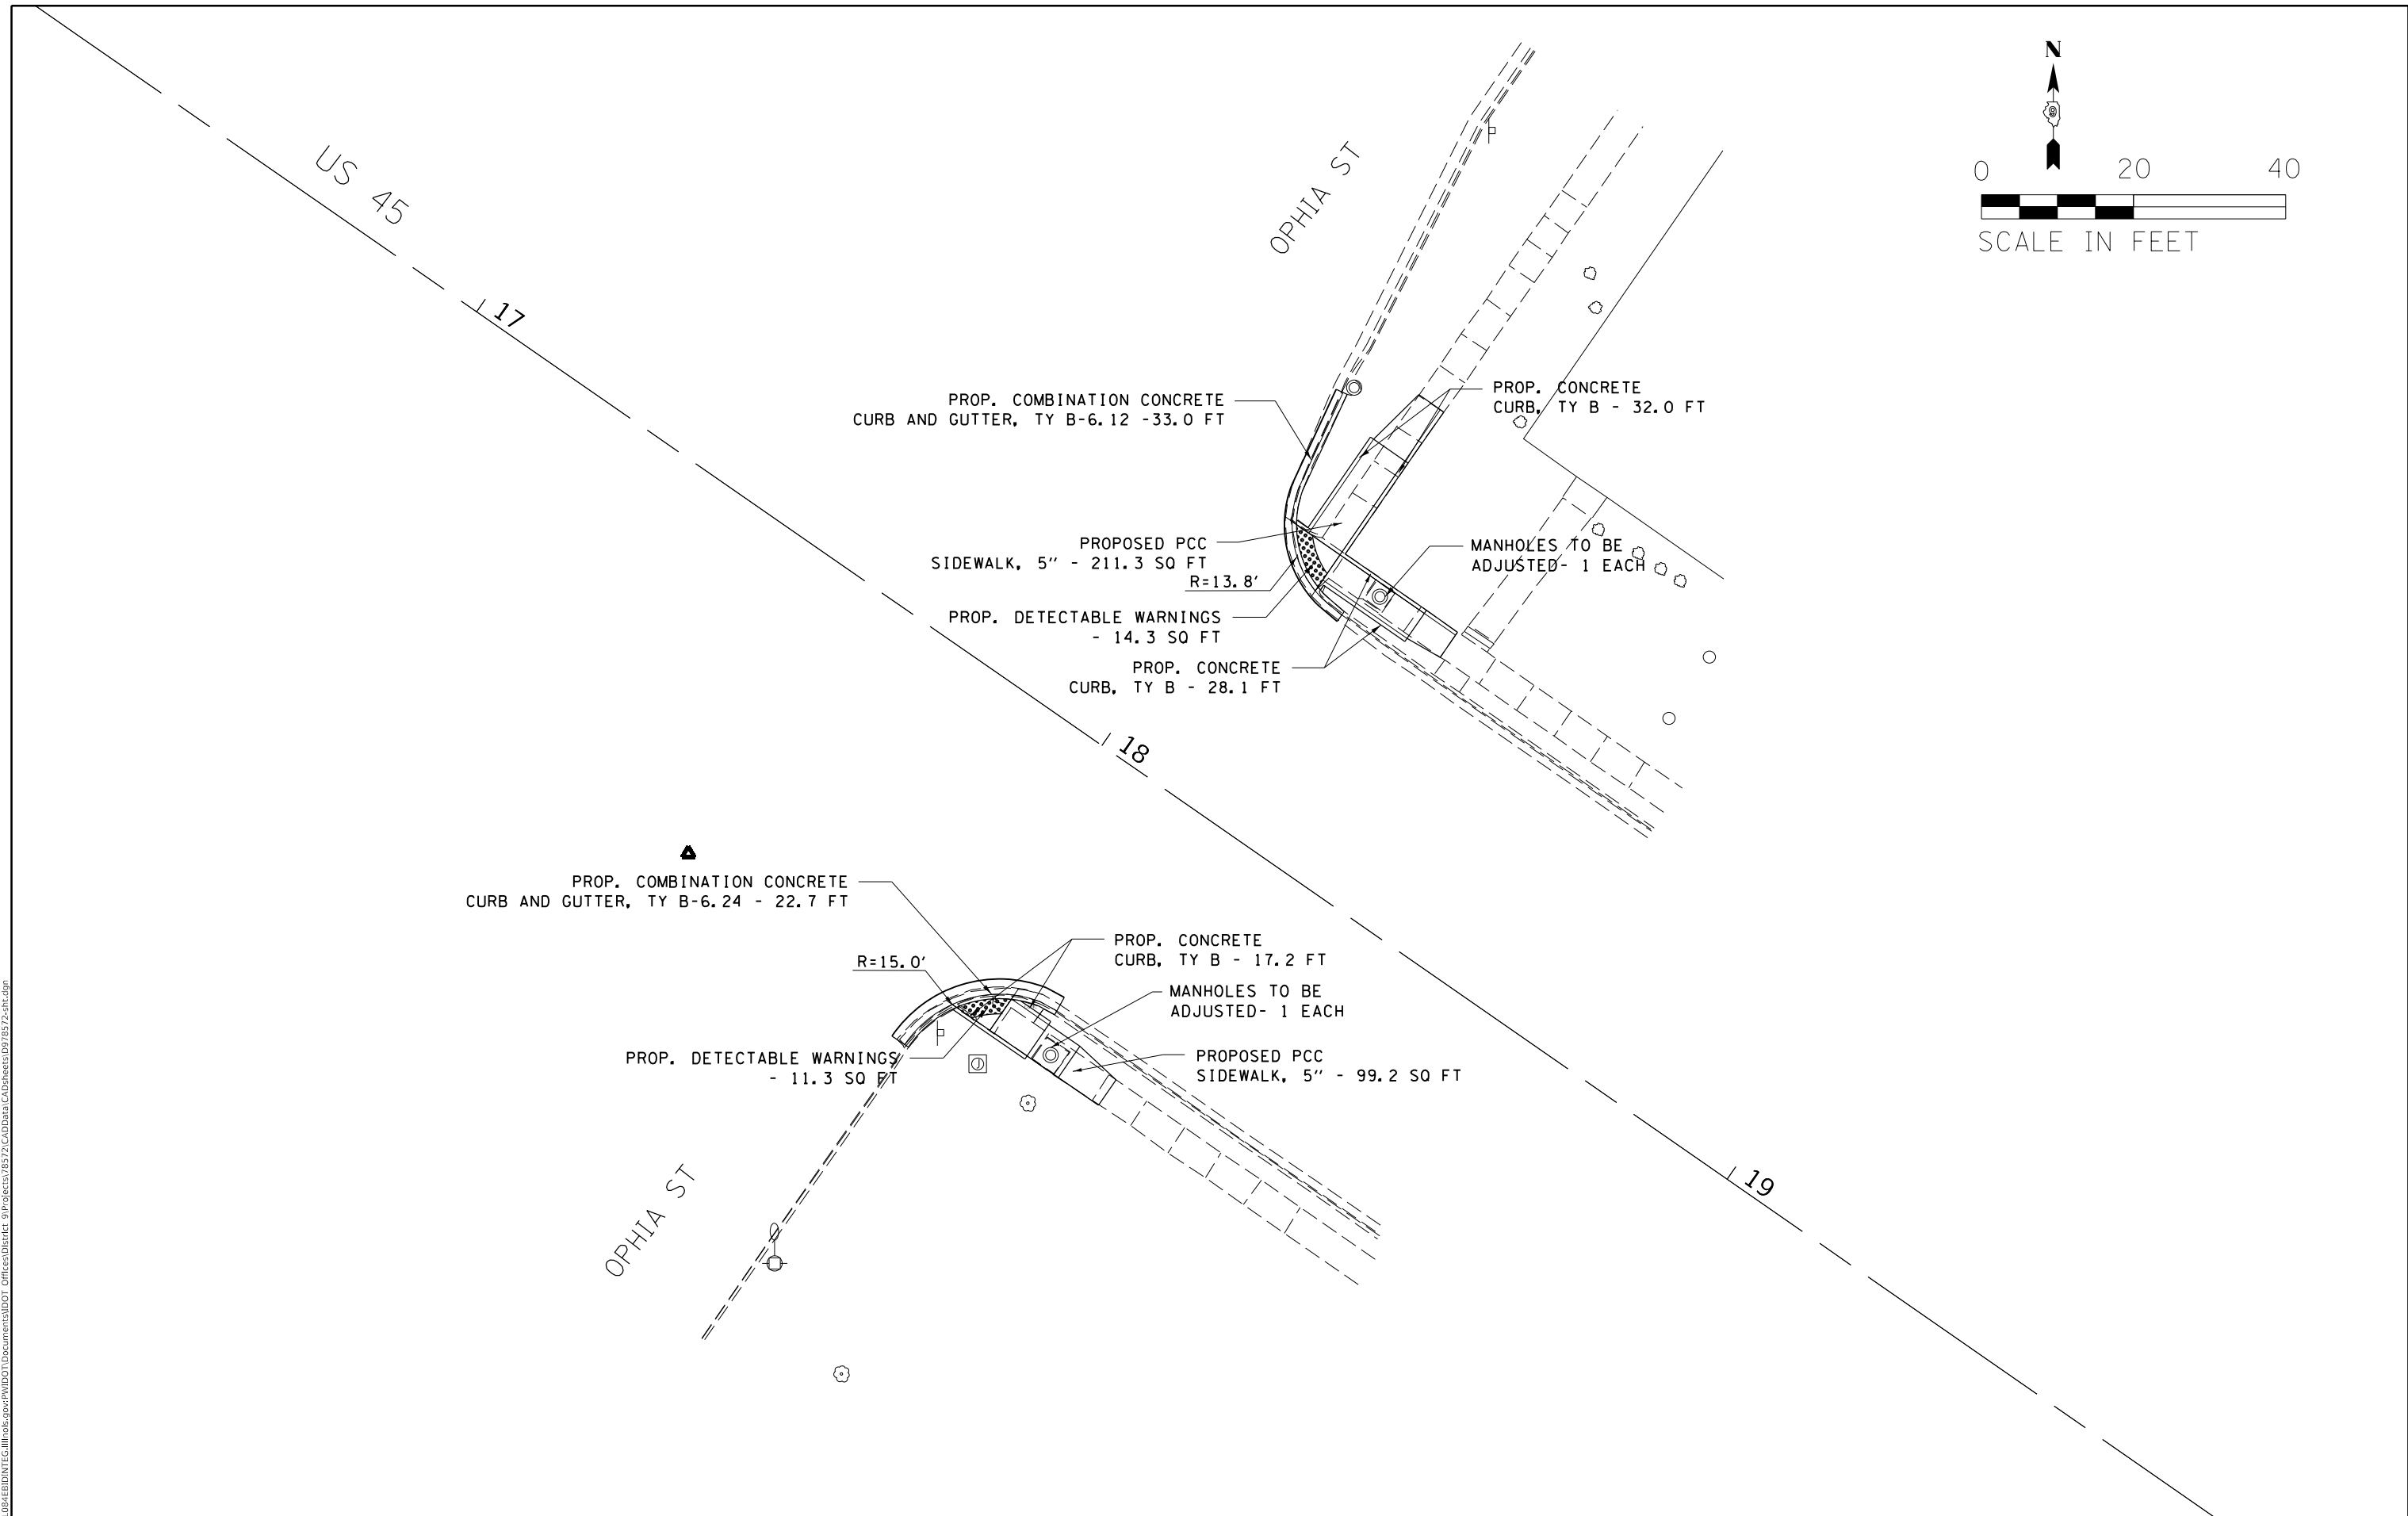 N
0 20 40
SCALE IN FEET
US 45
OPHIA ST
17
PROP. COMBINATION CONCRETE
CURB AND GUTTER, TY B-6.12 -33.0 FT
PROP. CONCRETE
CURB, TY B - 32.0 FT
PROPOSED PCC
SIDEWALK, 5" - 211.3 SQ FT
R=13.8'
MANHOLES TO BE
ADJUSTED- 1 EACH
PROP. DETECTABLE WARNINGS
- 14.3 SQ FT
PROP. CONCRETE
CURB, TY B - 28.1 FT
18
PROP. COMBINATION CONCRETE
CURB AND GUTTER, TY B-6.24 - 22.7 FT
PROP. CONCRETE
CURB, TY B - 17.2 FT
R=15.0'
MANHOLES TO BE
ADJUSTED- 1 EACH
PROP. DETECTABLE WARNINGS
- 11.3 SQ FT
PROPOSED PCC
SIDEWALK, 5" - 99.2 SQ FT
OPHIA ST
19